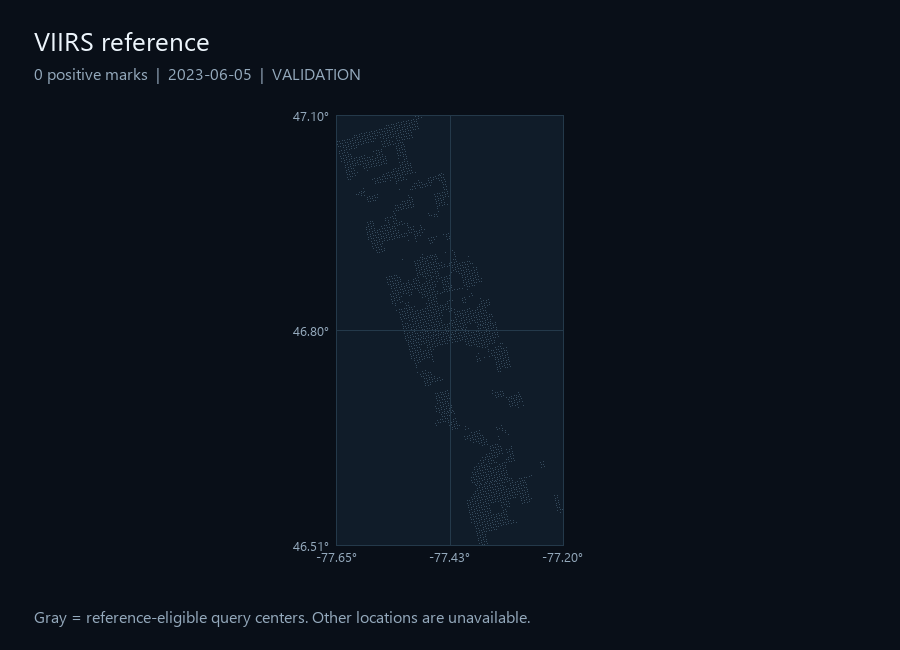 VIIRS reference
0 positive marks | 2023-06-05 | VALIDATION
47.10°
46.80°
46.51°
-77.65° -77.43° -77.20°
Gray = reference-eligible query centers. Other locations are unavailable.